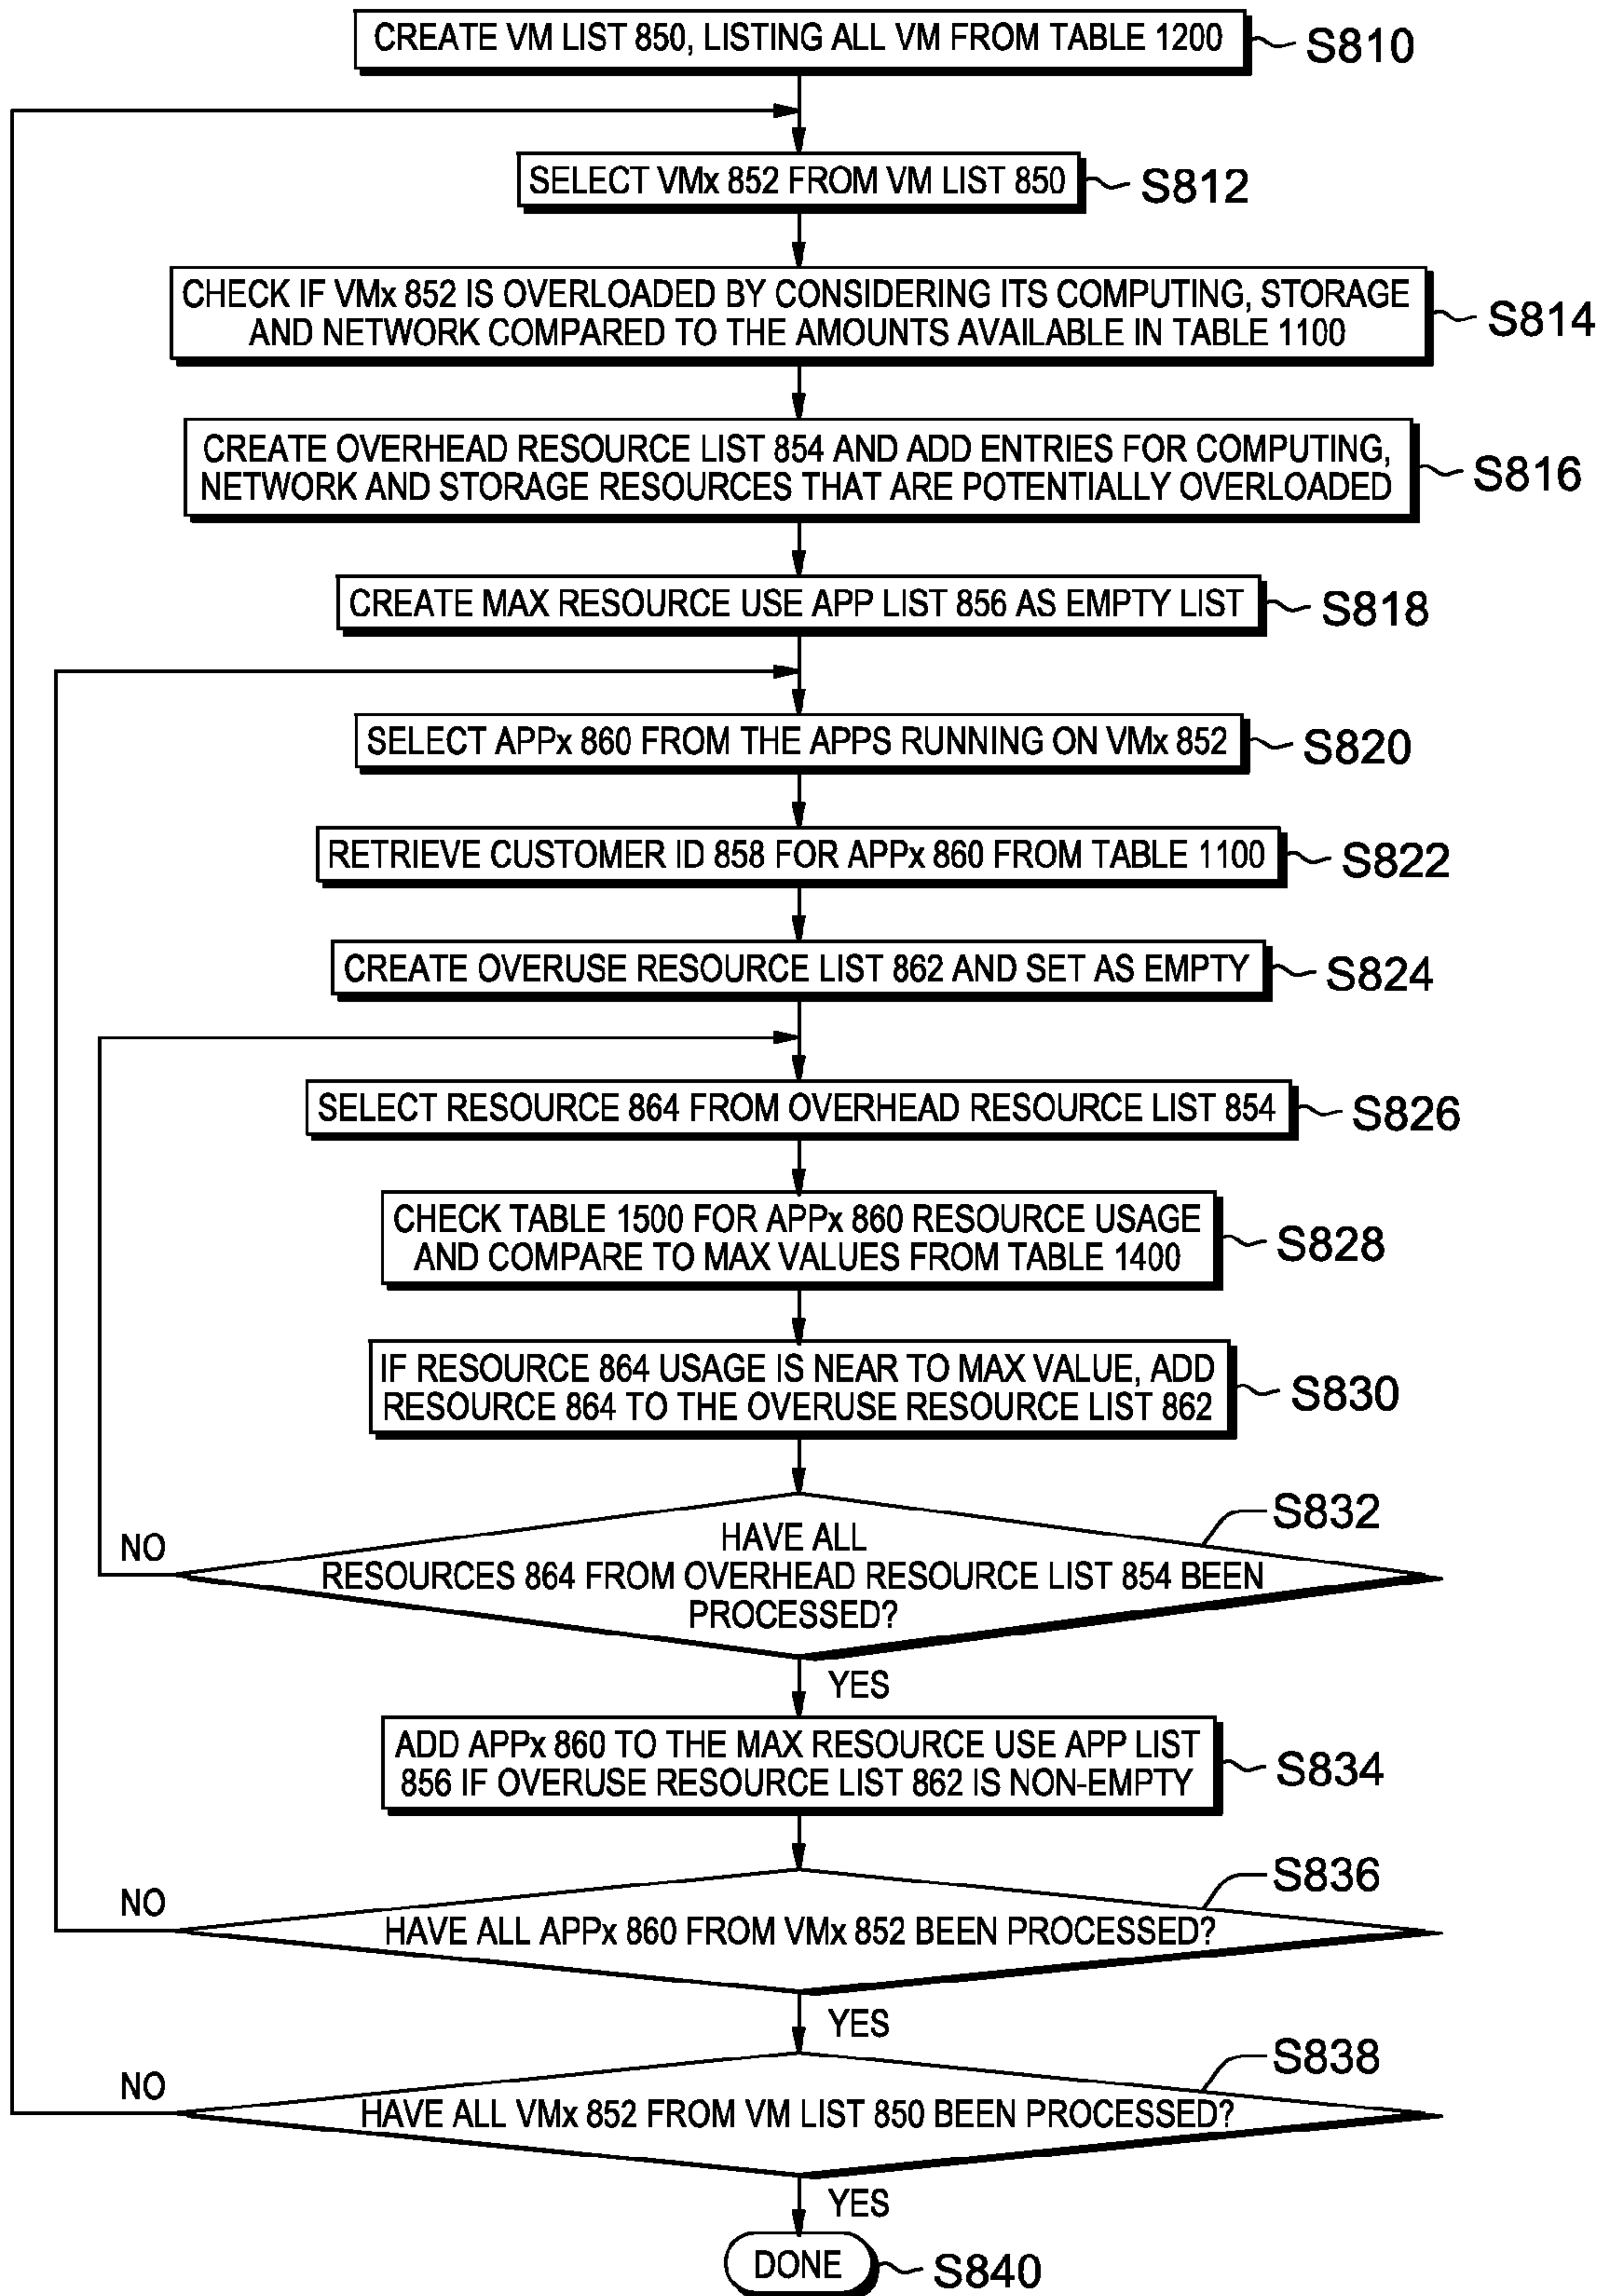 CREATE VM LIST 850, LISTING ALL VM FROM TABLE 1200
S810
SELECT VMx 852 FROM VM LIST 850
S812
CHECK IF VMx 852 IS OVERLOADED BY CONSIDERING ITS COMPUTING, STORAGE
AND NETWORK COMPARED TO THE AMOUNTS AVAILABLE IN TABLE 1100
S814
CREATE OVERHEAD RESOURCE LIST 854 AND ADD ENTRIES FOR COMPUTING,
NETWORK AND STORAGE RESOURCES THAT ARE POTENTIALLY OVERLOADED
S816
CREATE MAX RESOURCE USE APP LIST 856 AS EMPTY LIST
S818
SELECT APPx 860 FROM THE APPS RUNNING ON VMx 852
S820
RETRIEVE CUSTOMER ID 858 FOR APPx 860 FROM TABLE 1100
S822
CREATE OVERUSE RESOURCE LIST 862 AND SET AS EMPTY
S824
SELECT RESOURCE 864 FROM OVERHEAD RESOURCE LIST 854
S826
CHECK TABLE 1500 FOR APPx 860 RESOURCE USAGE
AND COMPARE TO MAX VALUES FROM TABLE 1400
S828
IF RESOURCE 864 USAGE IS NEAR TO MAX VALUE, ADD
RESOURCE 864 TO THE OVERUSE RESOURCE LIST 862
S830
S832
NO
HAVE ALL
RESOURCES 864 FROM OVERHEAD RESOURCE LIST 854 BEEN
PROCESSED?
YES
ADD APPx 860 TO THE MAX RESOURCE USE APP LIST
856 IF OVERUSE RESOURCE LIST 862 IS NON-EMPTY
S834
S836
NO
HAVE ALL APPx 860 FROM VMx 852 BEEN PROCESSED?
YES
S838
NO
HAVE ALL VMx 852 FROM VM LIST 850 BEEN PROCESSED?
YES
DONE
S840